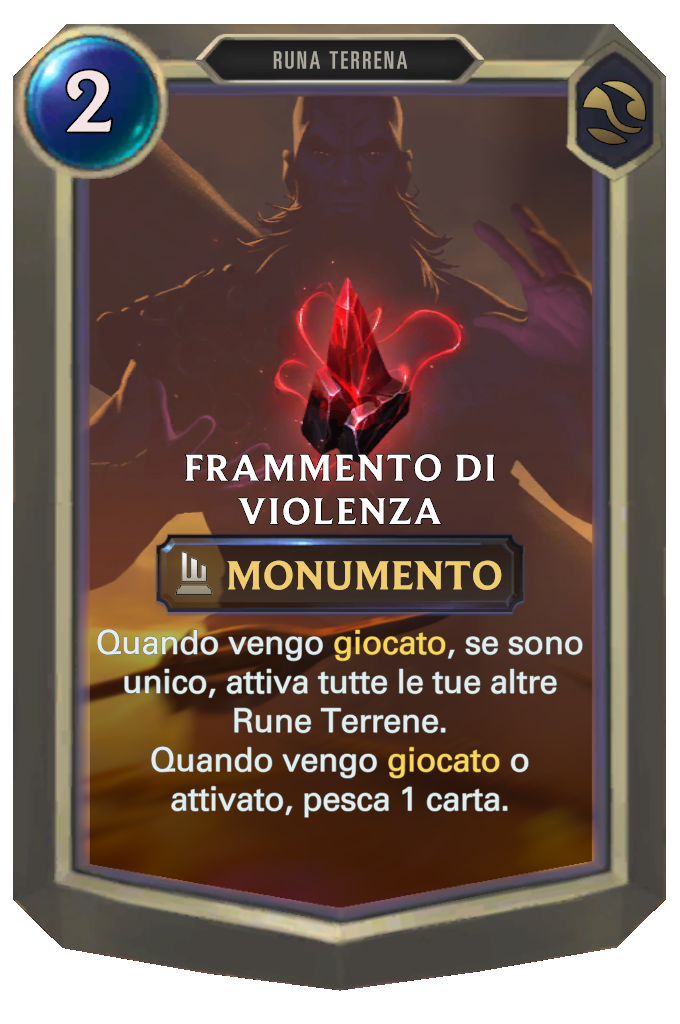 2
RUNA TERRENA
FRAMMENTO DI
VIOLENZA
MONUMENTO
Quando vengo giocato, se sono
unico, attiva tutte le tue altre
Rune Terrene.
Quando vengo giocato o
attivato, pesca 1 carta.